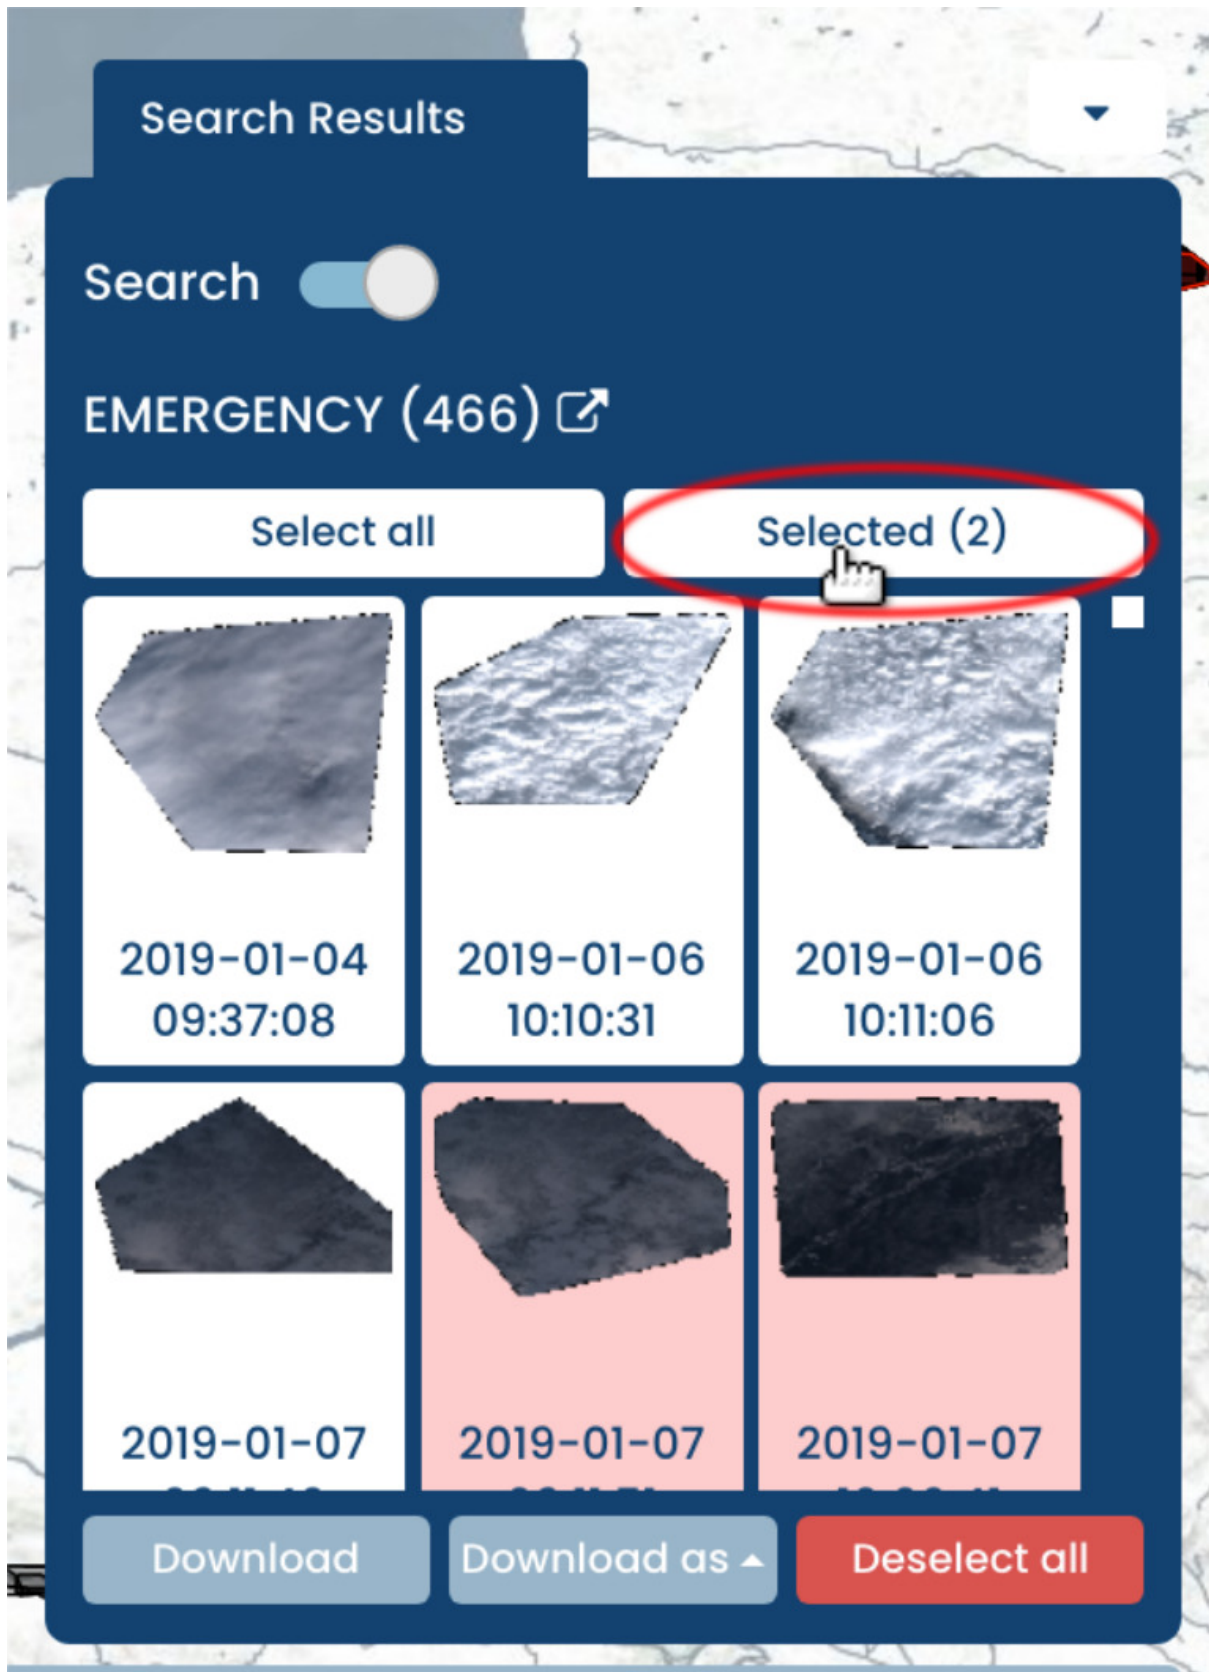 Search Results
Search
EMERGENCY (466)
Select all
Selected (2)
2019-01-04
09:37:08
2019-01-06
10:10:31
2019-01-06
10:11:06
2019-01-07
2019-01-07
2019-01-07
Download
Download as
Deselect all